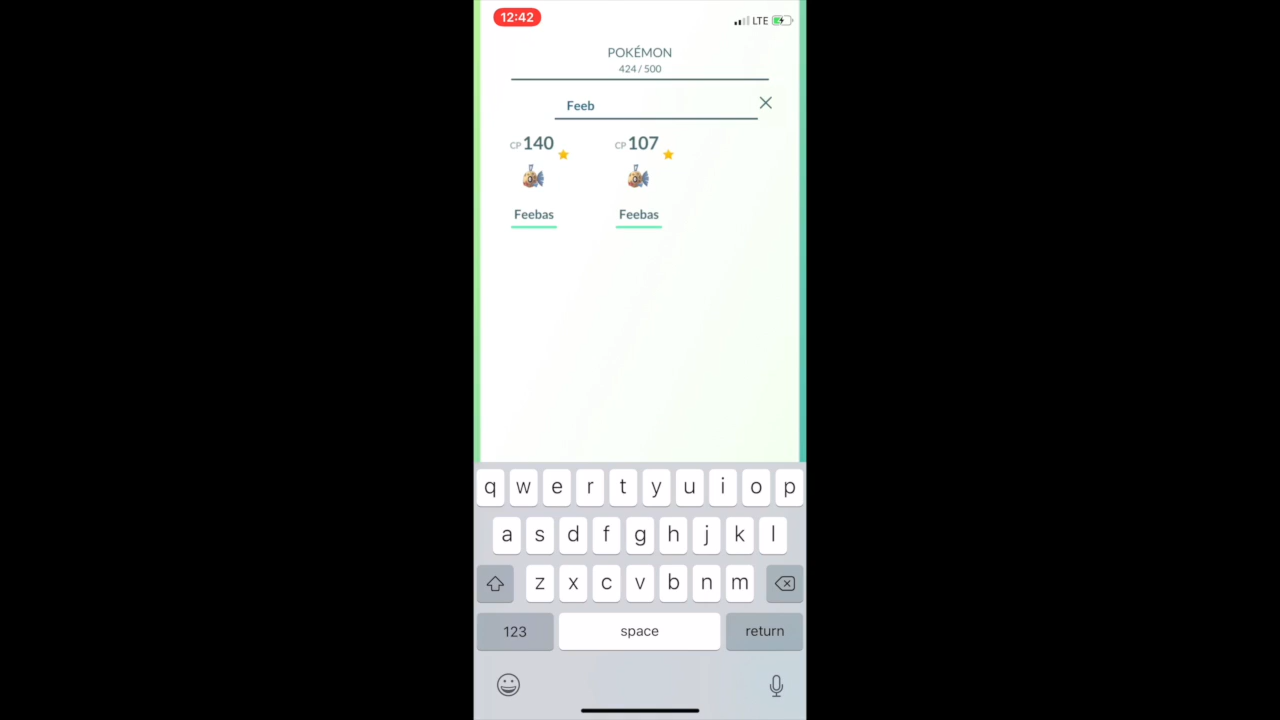 12:42
LTE
POKÉMON
424 / 500
Feeb
CP 140
CP 107
Feebas
Feebas
q w e r t y u i o p
a s d f g h j k l
z x c v b n m
123 space return